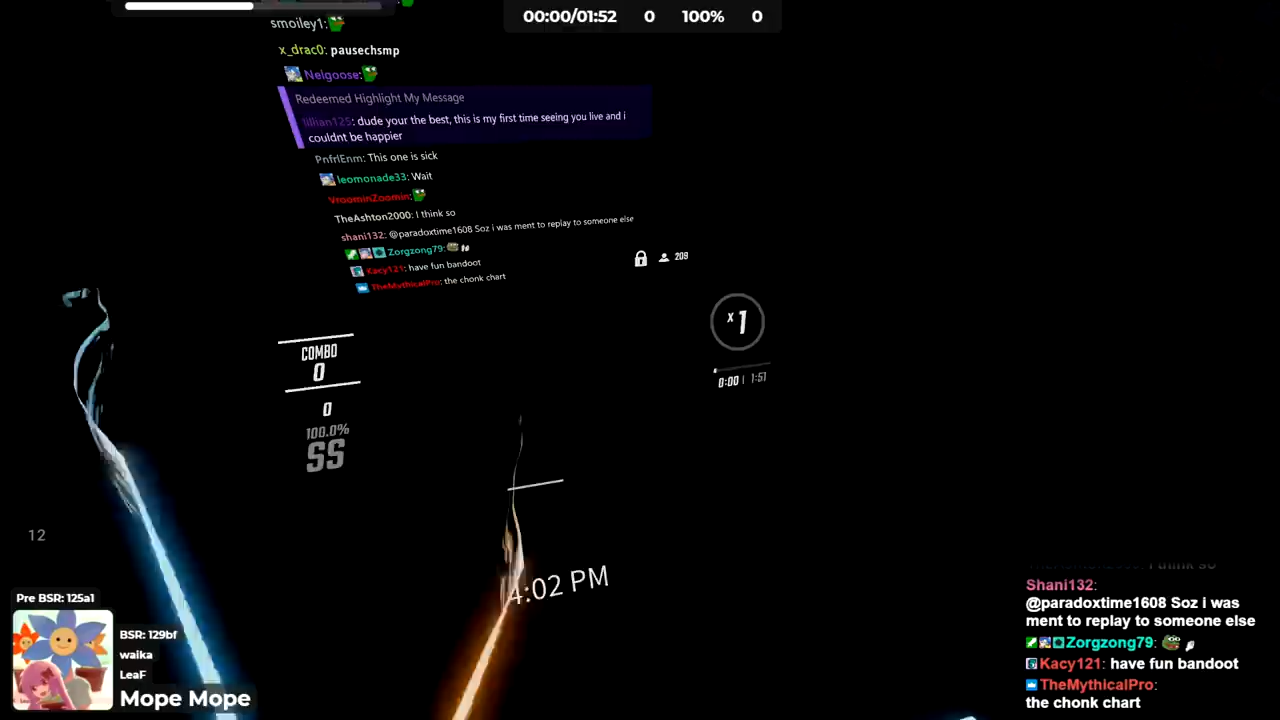 00:00/01:52 0 100% 0
smoiley1:
x_drac0: pausechsmp
Nelgoose:
Redeemed Highlight My Message
lillian125: dude your the best, this is my first time seeing you live and i
couldnt be happier
PnfrlEnm: This one is sick
leomonade33: Wait
VroominZoomin:
TheAshton2000: I think so
shani132: @paradoxtime1608 Soz i was ment to replay to someone else
Zorgzong79:
Kacy121: have fun bandoot
TheMythicalPro: the chonk chart
209
x1
0:00 | 1:51
COMBO
0
0
100.0%
SS
4:02 PM
12
Pre BSR: 125a1
BSR: 129bf
waika
LeaF
Mope Mope
I think so
Shani132:
@paradoxtime1608 Soz i was
ment to replay to someone else
Zorgzong79:
Kacy121: have fun bandoot
TheMythicalPro:
the chonk chart